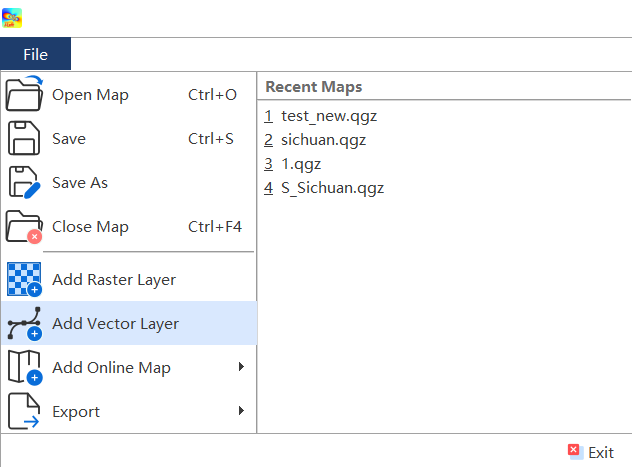 File
Open Map Ctrl+O
Save Ctrl+S
Save As
Close Map Ctrl+F4
Add Raster Layer
Add Vector Layer
Add Online Map
Export
Recent Maps
1 test_new.qgz
2 sichuan.qgz
3 1.qgz
4 S_Sichuan.qgz
Exit